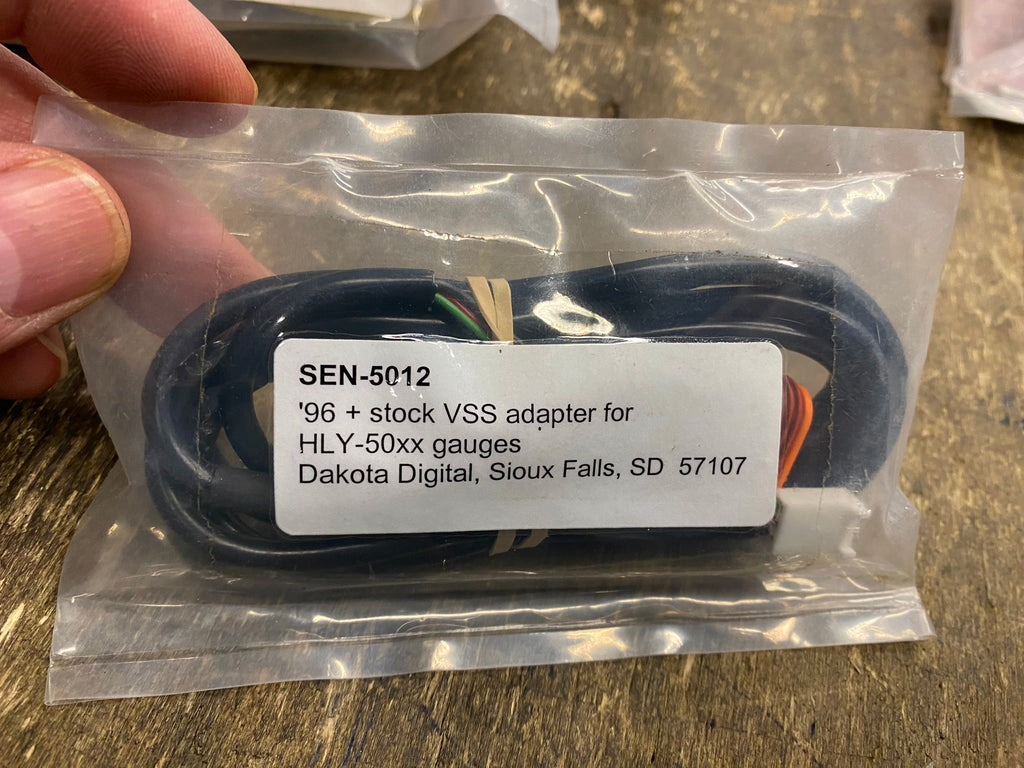 SEN-5012
'96 + stock VSS adapter for
HLY-50xx gauges
Dakota Digital, Sioux Falls, SD 57107